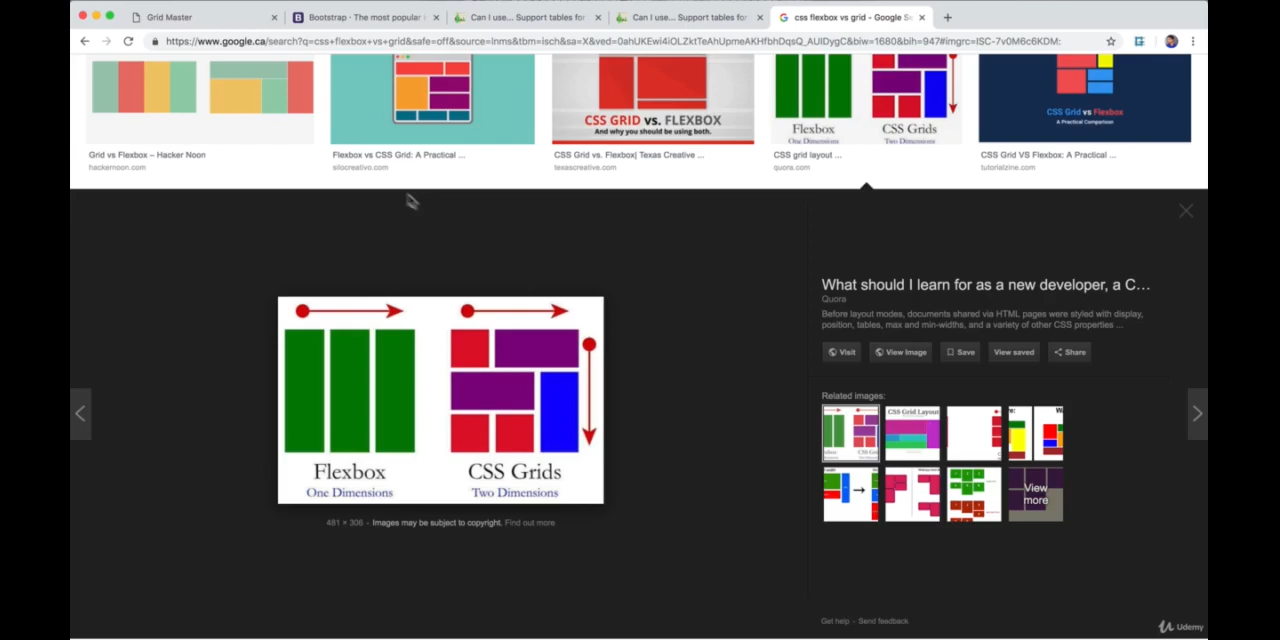 Grid Master
Bootstrap · The most popular
Can I use... Support tables for
Can I use... Support tables for
css flexbox vs grid - Google Se
https://www.google.ca/search?q=css+flexbox+vs+grid&safe=off&source=lnms&tbm=isch&sa=X&ved=0ahUKEwi4iOLZktTeAhUpmeAKHfbhDqsQ_AUIDygC&biw=1680&bih=947#imgrc=ISC-7v0M6c6KDM:
CSS GRID vs. FLEXBOX
And why you should be using both.
Flexbox
One Dimensions
CSS Grids
Two Dimensions
CSS Grid vs Flexbox
A Practical Comparison
Grid vs Flexbox – Hacker Noon
hackernoon.com
Flexbox vs CSS Grid: A Practical ...
silocreativo.com
CSS Grid vs. Flexbox| Texas Creative ...
texascreative.com
CSS grid layout ...
quora.com
CSS Grid VS Flexbox: A Practical ...
tutorialzine.com
Flexbox
One Dimensions
CSS Grids
Two Dimensions
481 × 306 - Images may be subject to copyright. Find out more
What should I learn for as a new developer, a C...
Quora
Before layout modes, documents shared via HTML pages were styled with display,
position, tables, max and min-widths, and a variety of other CSS properties ...
Visit
View Image
Save
View saved
Share
Related images:
CSS Grid Layout
View
more
Get help - Send feedback
Udemy